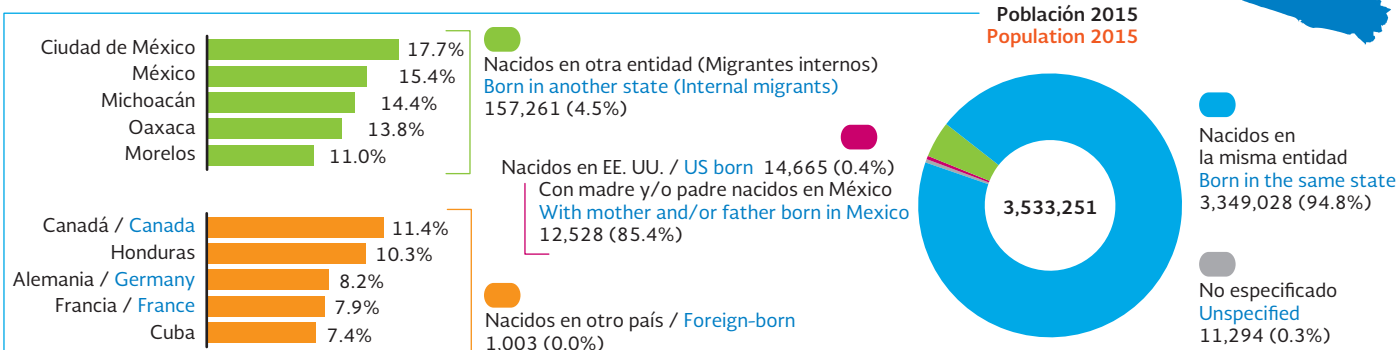 Población 2015
Population 2015
Ciudad de México 17.7%
México 15.4%
Michoacán 14.4%
Oaxaca 13.8%
Morelos 11.0%
Nacidos en otra entidad (Migrantes internos)
Born in another state (Internal migrants)
157,261 (4.5%)
Nacidos en EE. UU. / US born 14,665 (0.4%)
Con madre y/o padre nacidos en México
With mother and/or father born in Mexico
12,528 (85.4%)
Canadá / Canada 11.4%
Honduras 10.3%
Alemania / Germany 8.2%
Francia / France 7.9%
Cuba 7.4%
Nacidos en otro país / Foreign-born
1,003 (0.0%)
3,533,251
Nacidos en
la misma entidad
Born in the same state
3,349,028 (94.8%)
No especificado
Unspecified
11,294 (0.3%)